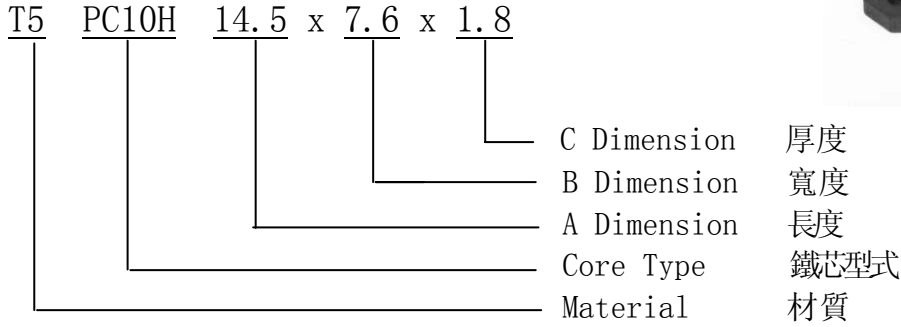 T5 PC10H 14.5 x 7.6 x 1.8
C Dimension 厚度
B Dimension 寬度
A Dimension 長度
Core Type 鐵芯型式
Material 材質